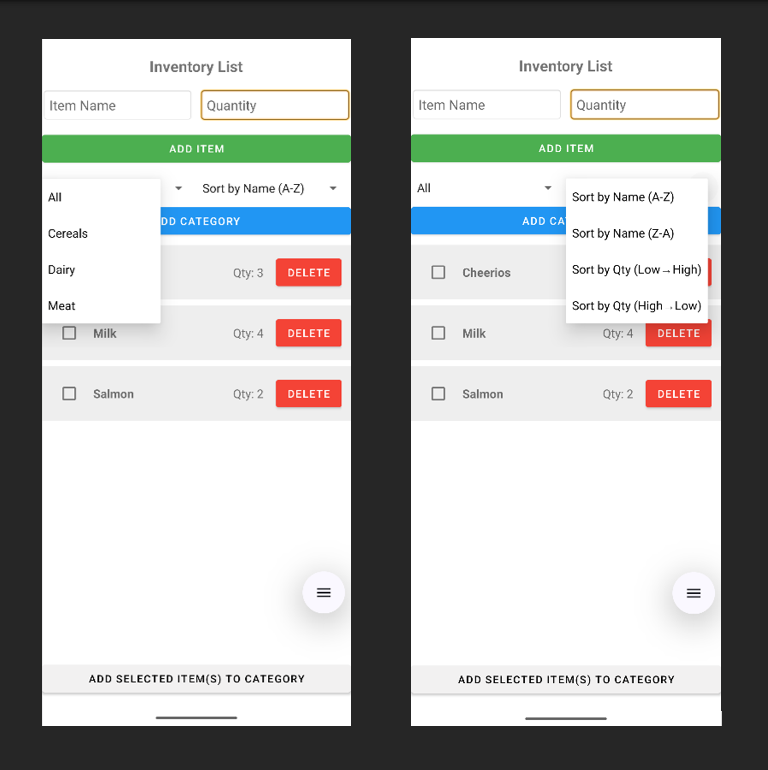 Inventory List
Item Name
Quantity
ADD ITEM
Sort by Name (A-Z)
All
Cereals
Dairy
Meat
DD CATEGORY
Qty: 3
DELETE
Milk
Qty: 4
DELETE
Salmon
Qty: 2
DELETE
ADD SELECTED ITEM(S) TO CATEGORY
Inventory List
Item Name
Quantity
ADD ITEM
All
Sort by Name (A-Z)
Sort by Name (Z-A)
Sort by Qty (Low→High)
Sort by Qty (High→Low)
ADD CA
Cheerios
Milk
Qty: 4
DELETE
Salmon
Qty: 2
DELETE
ADD SELECTED ITEM(S) TO CATEGORY